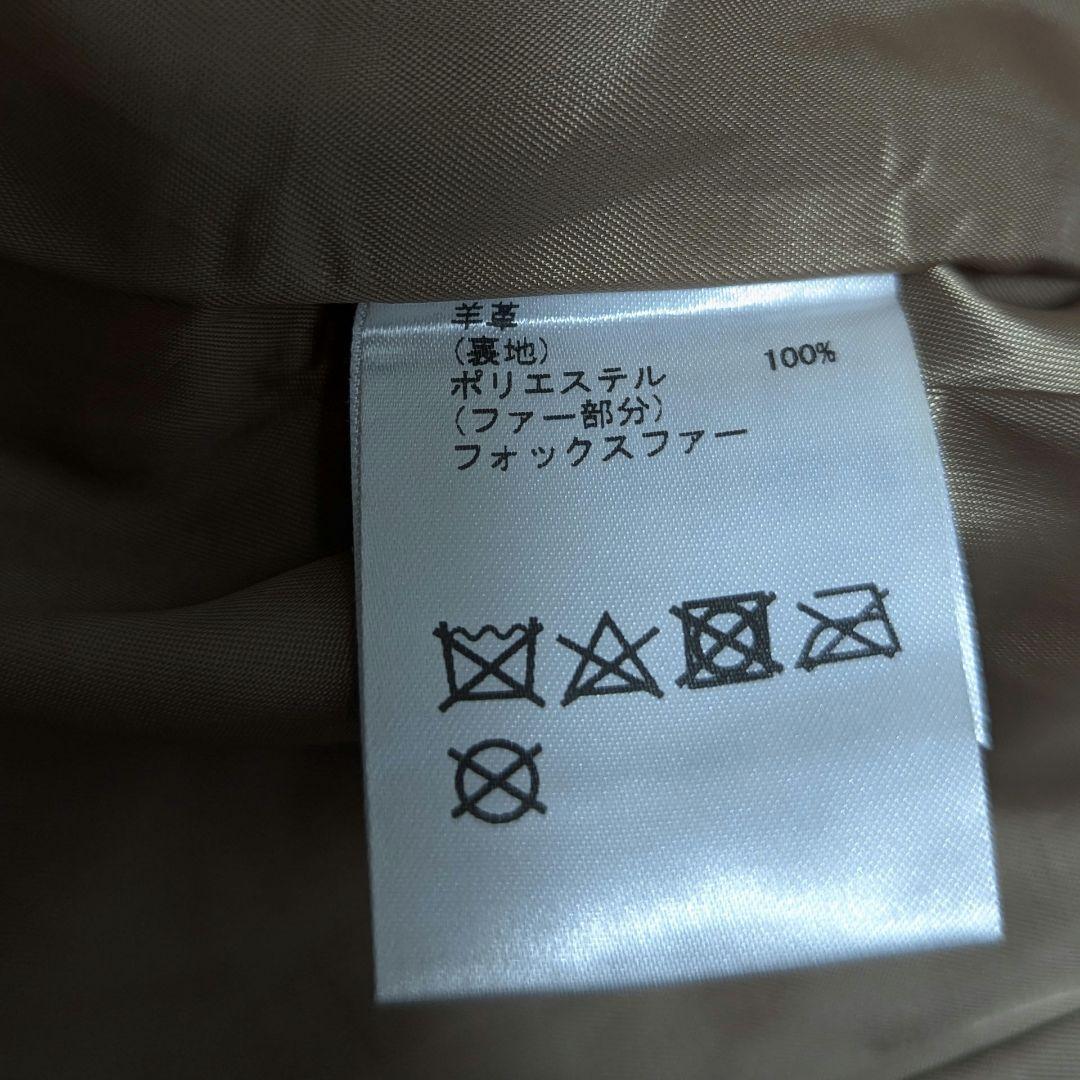 羊革
(裏地)
ポリエステル 100%
(ファー部分)
フォックスファー